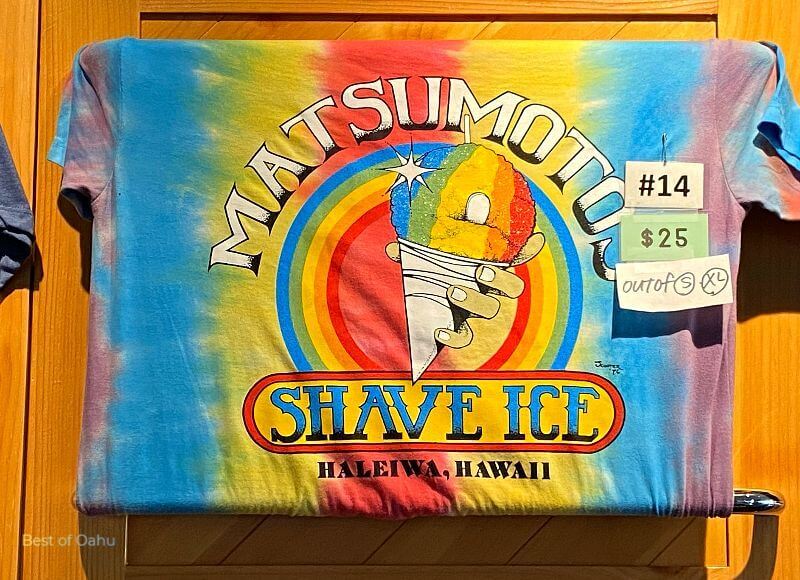 MATSUMOTO'S
#14
$25
OUT OF S XL
SHAVE ICE
HALEIWA, HAWAII
Best of Oahu